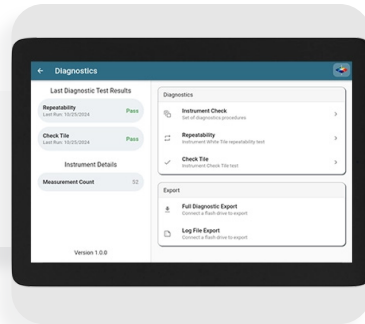 ← Diagnostics
Last Diagnostic Test Results
Repeatability
Last Run: 10/25/2024
Pass
Check Tile
Last Run: 10/25/2024
Pass
Instrument Details
Measurement Count
52
Version 1.0.0
Diagnostics
Instrument Check
Set of diagnostics procedures
Repeatability
Instrument White Tile repeatability test
Check Tile
Instrument Check Tile test
Export
Full Diagnostic Export
Connect a flash drive to export
Log File Export
Connect a flash drive to export